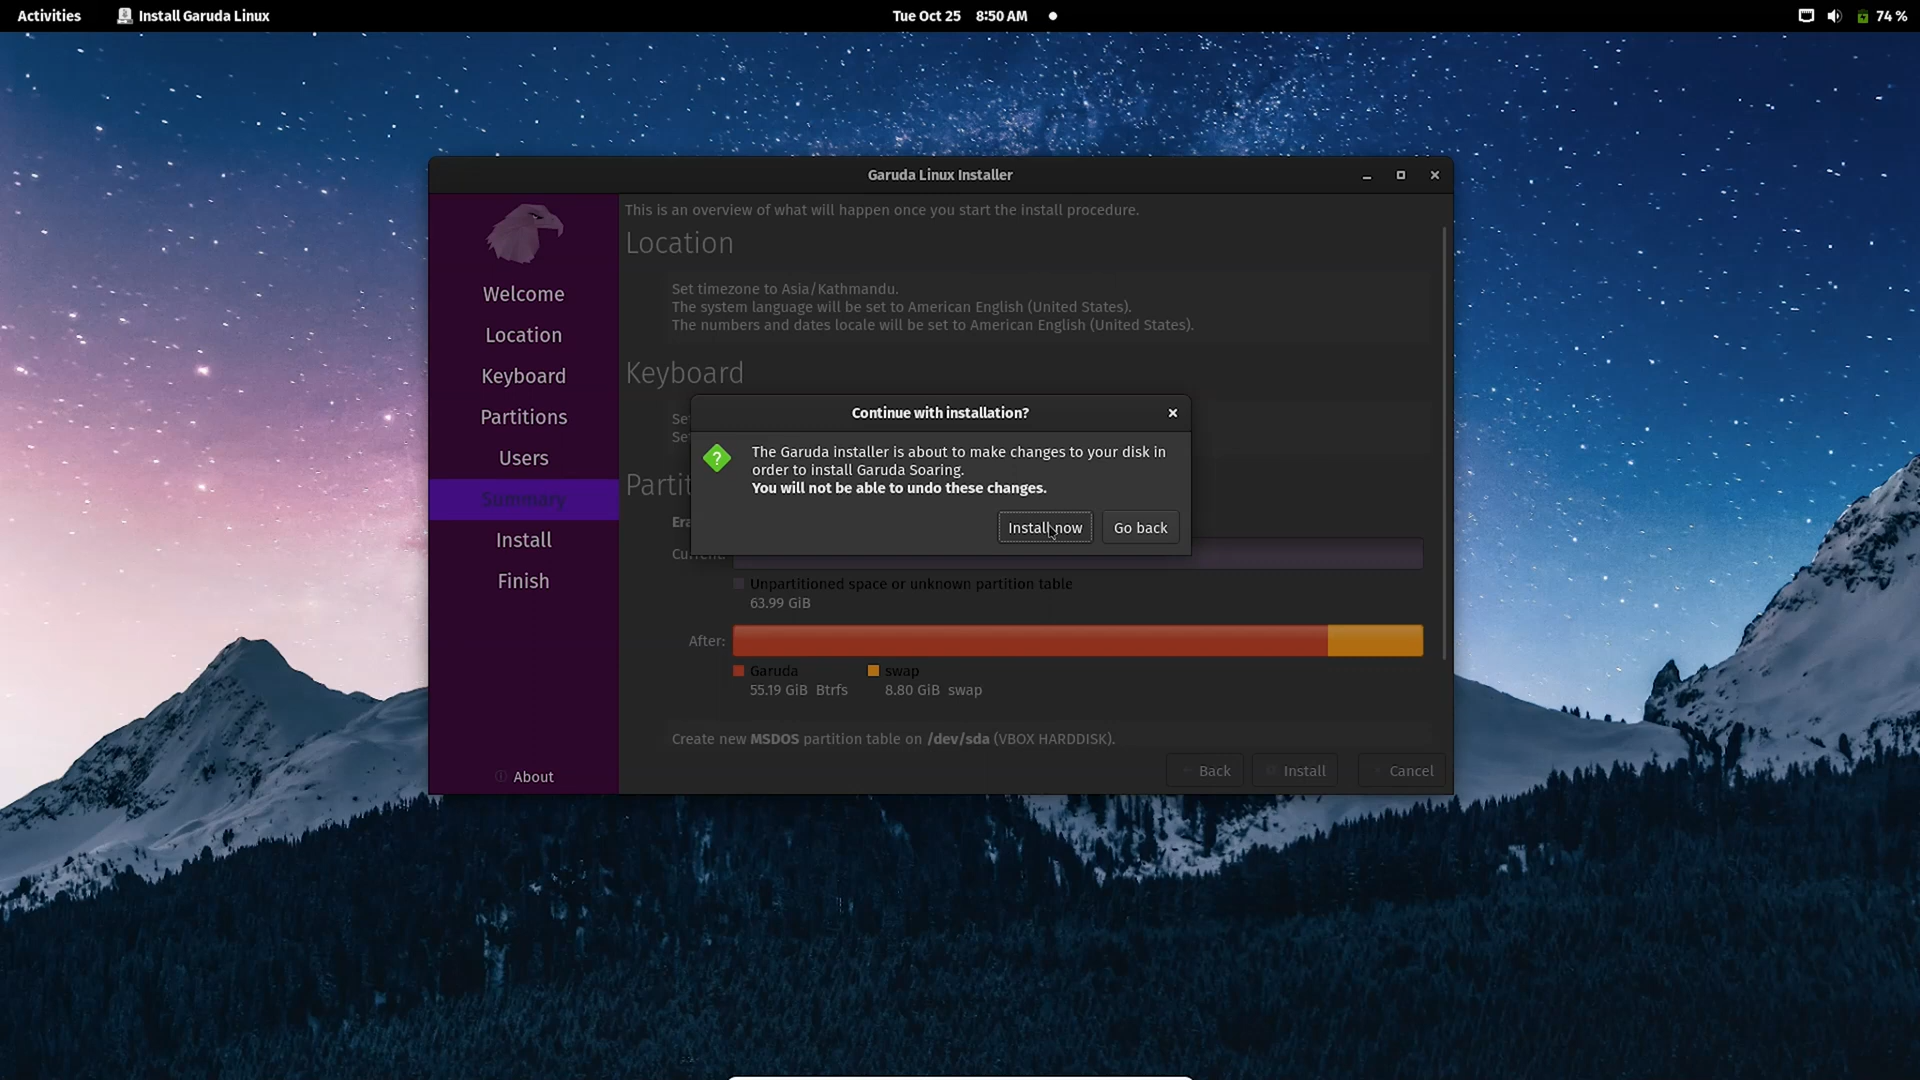 Activities
Install Garuda Linux
Tue Oct 25 8:50 AM
74 %
Garuda Linux Installer
Welcome
Location
Keyboard
Partitions
Users
Summary
Install
Finish
About
This is an overview of what will happen once you start the install procedure.
Location
Set timezone to Asia/Kathmandu.
The system language will be set to American English (United States).
The numbers and dates locale will be set to American English (United States).
Keyboard
Set
Set
Continue with installation?
The Garuda installer is about to make changes to your disk in
order to install Garuda Soaring.
You will not be able to undo these changes.
Install now
Go back
Parti
Era
Current:
Unpartitioned space or unknown partition table
63.99 GiB
After:
Garuda
55.19 GiB Btrfs
swap
8.80 GiB swap
Create new MSDOS partition table on /dev/sda (VBOX HARDDISK).
Back
Install
Cancel